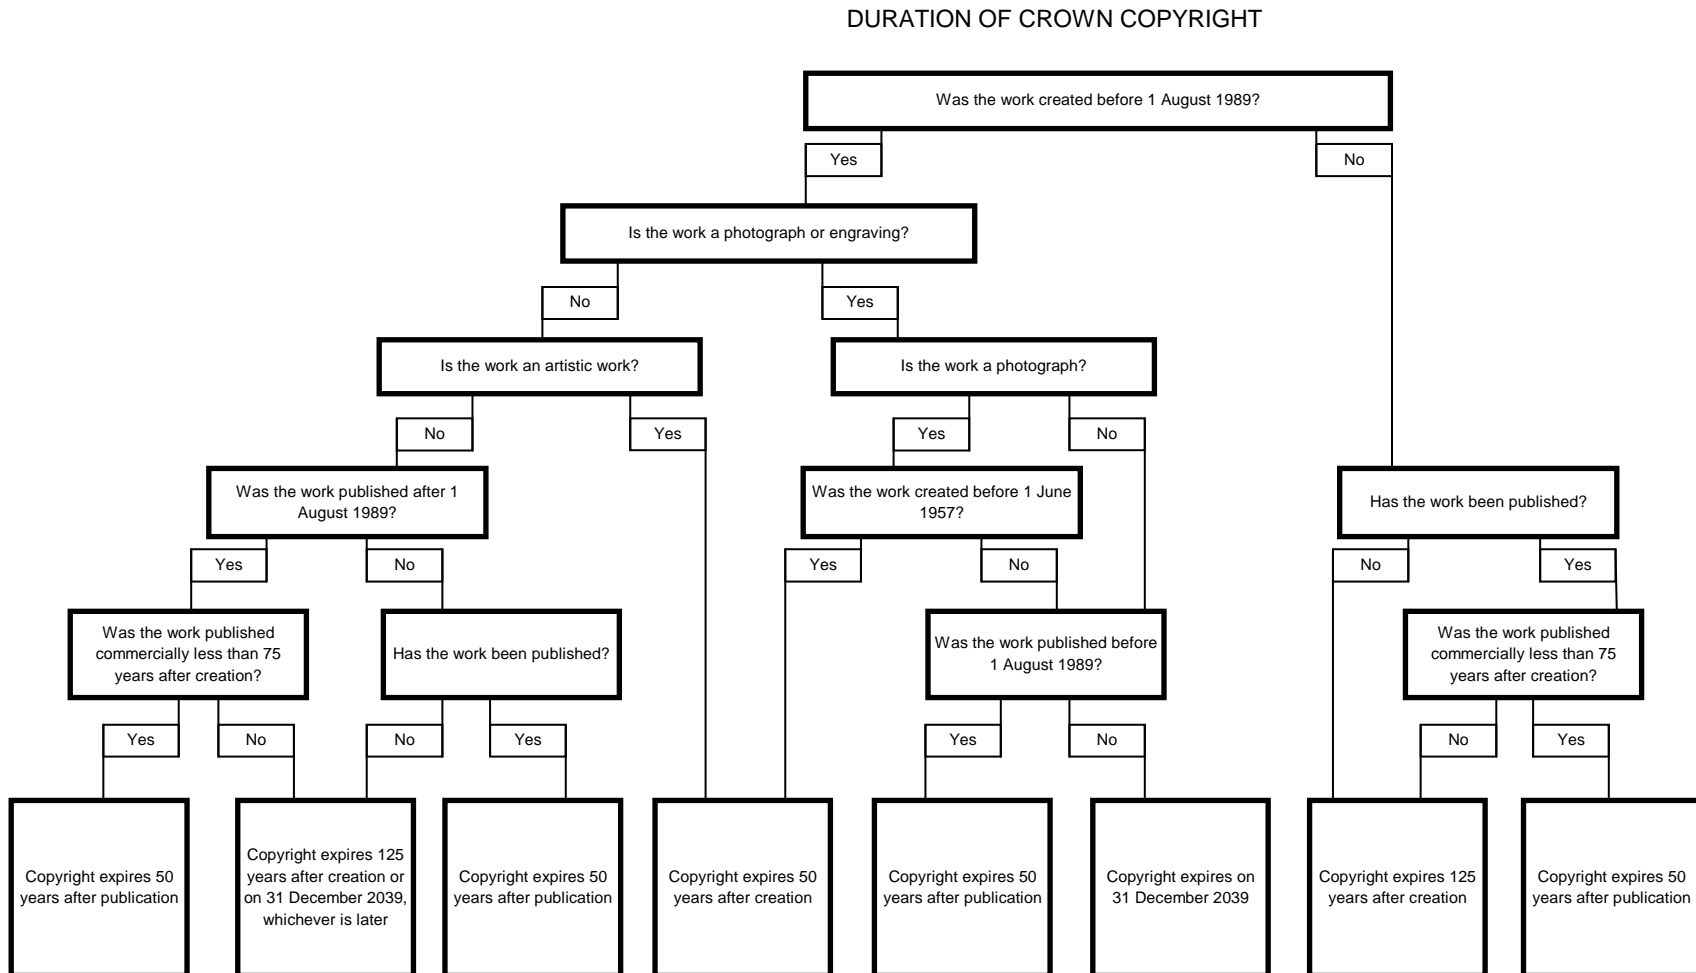 DURATION OF CROWN COPYRIGHT
Was the work created before 1 August 1989?
Yes
No
Is the work a photograph or engraving?
No
Yes
Is the work an artistic work?
Is the work a photograph?
No
Yes
Yes
No
Was the work published after 1
August 1989?
Was the work created before 1 June
1957?
Has the work been published?
Yes
No
Yes
No
No
Yes
Was the work published
commercially less than 75
years after creation?
Has the work been published?
Was the work published before
1 August 1989?
Was the work published
commercially less than 75
years after creation?
Yes
No
No
Yes
Yes
No
No
Yes
Copyright expires 50
years after publication
Copyright expires 125
years after creation or
on 31 December 2039,
whichever is later
Copyright expires 50
years after publication
Copyright expires 50
years after creation
Copyright expires 50
years after publication
Copyright expires on
31 December 2039
Copyright expires 125
years after creation
Copyright expires 50
years after publication